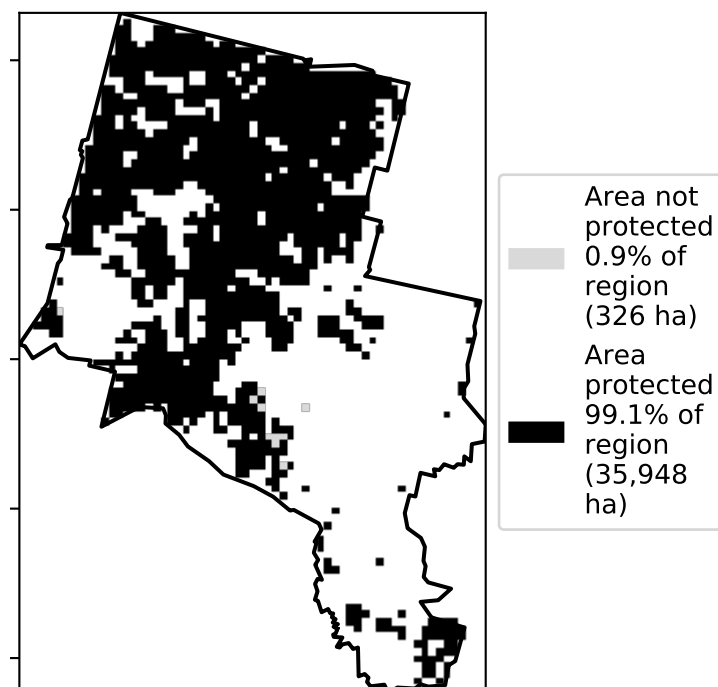 Area not
protected
0.9% of
region
(326 ha)
Area
protected
99.1% of
region
(35,948
ha)